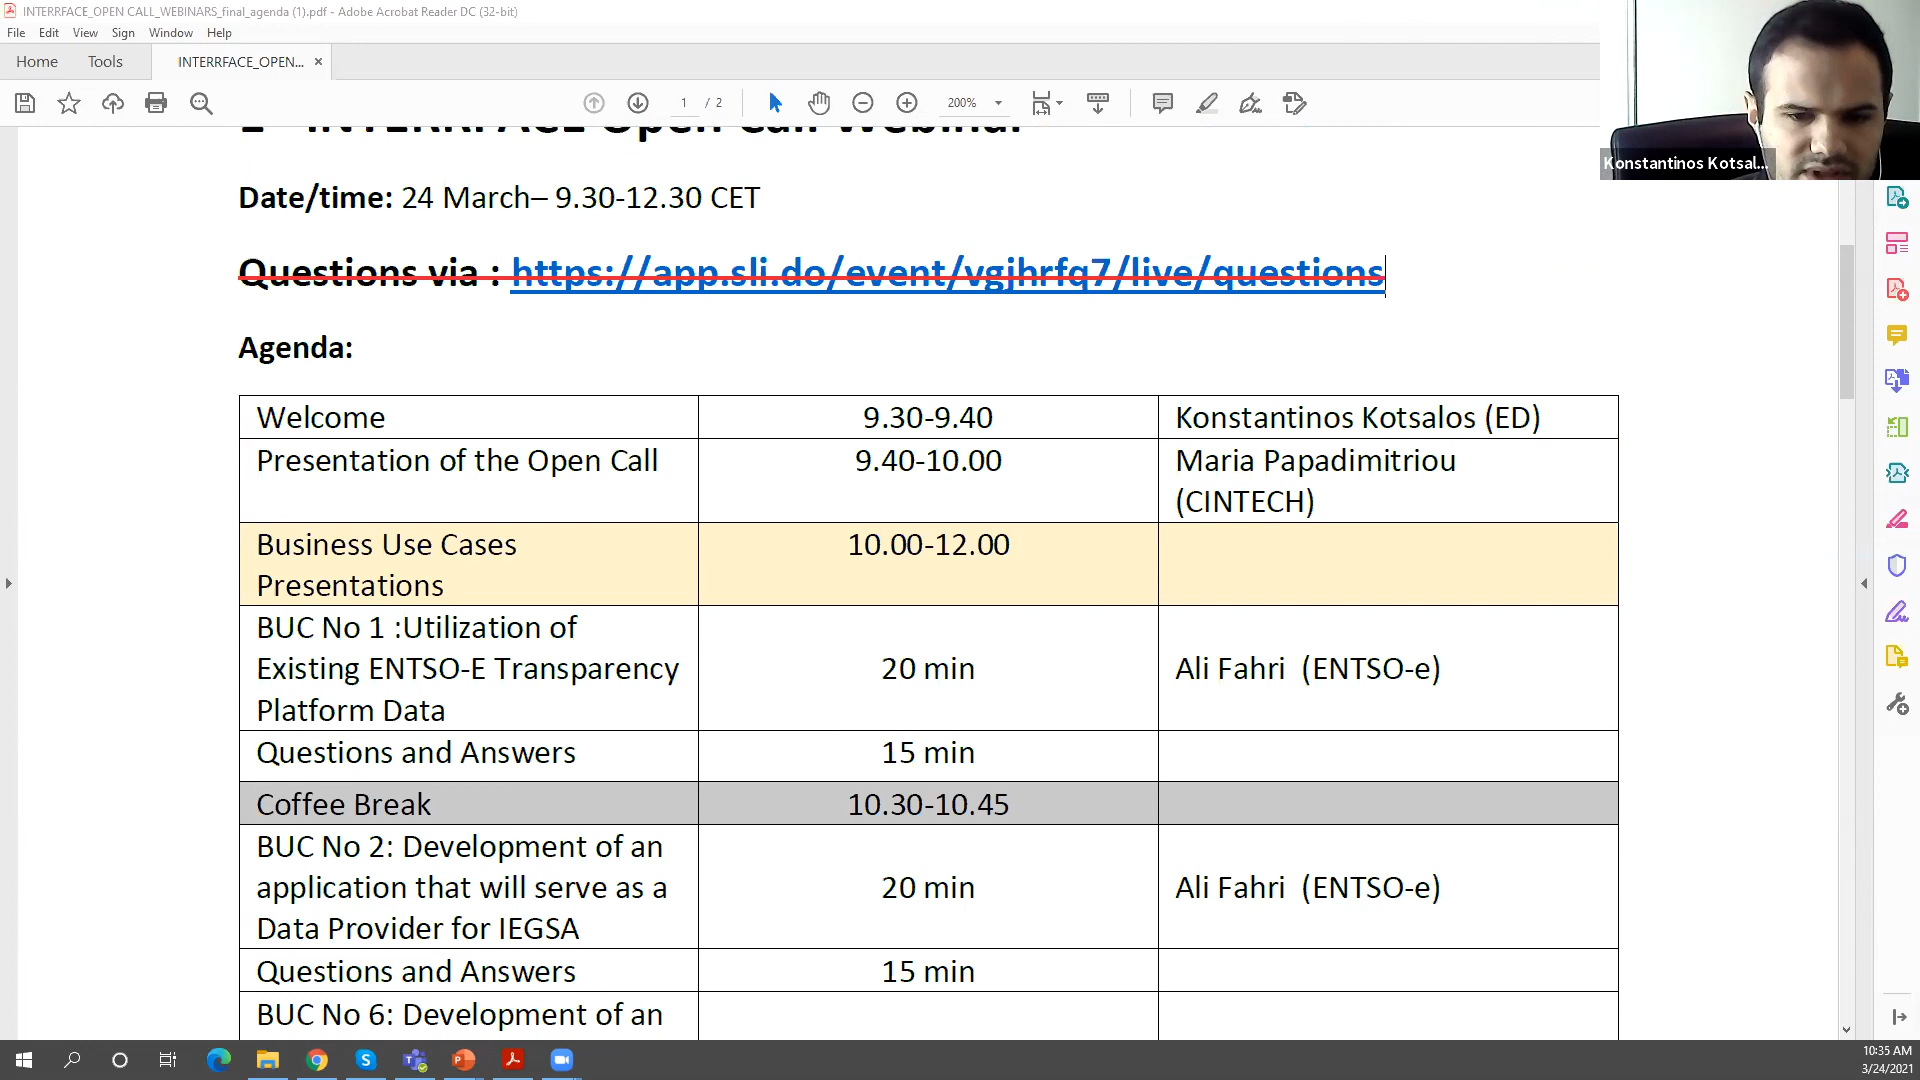 INTERRFACE_OPEN CALL_WEBINARS_final_agenda (1).pdf - Adobe Acrobat Reader DC (32-bit)
File Edit View Sign Window Help
Home Tools INTERRFACE_OPEN... ×
1 / 2 200%
INTERRFACE Open Call Webinar
Konstantinos Kotsal...
Date/time: 24 March– 9.30-12.30 CET
Questions via : https://app.sli.do/event/vgjhrfq7/live/questions
Agenda:
Welcome 9.30-9.40 Konstantinos Kotsalos (ED)
Presentation of the Open Call 9.40-10.00 Maria Papadimitriou
(CINTECH)
Business Use Cases 10.00-12.00
Presentations
BUC No 1 :Utilization of
Existing ENTSO-E Transparency 20 min Ali Fahri (ENTSO-e)
Platform Data
Questions and Answers 15 min
Coffee Break 10.30-10.45
BUC No 2: Development of an
application that will serve as a 20 min Ali Fahri (ENTSO-e)
Data Provider for IEGSA
Questions and Answers 15 min
BUC No 6: Development of an
10:35 AM
3/24/2021